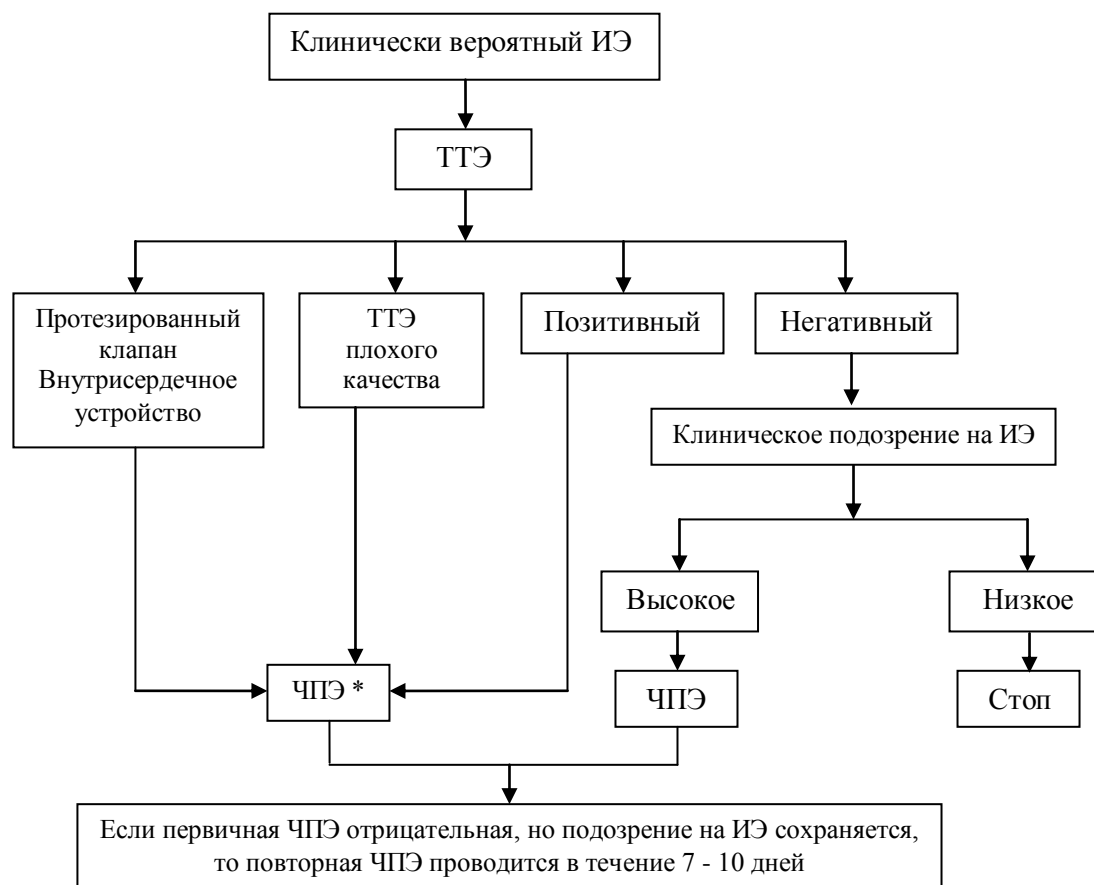 Клинически вероятный ИЭ
ТТЭ
Протезированный
клапан
Внутрисердечное
устройство
ТТЭ
плохого
качества
Позитивный
Негативный
Клиническое подозрение на ИЭ
Высокое
Низкое
ЧПЭ *
ЧПЭ
Стоп
Если первичная ЧПЭ отрицательная, но подозрение на ИЭ сохраняется,
то повторная ЧПЭ проводится в течение 7 - 10 дней